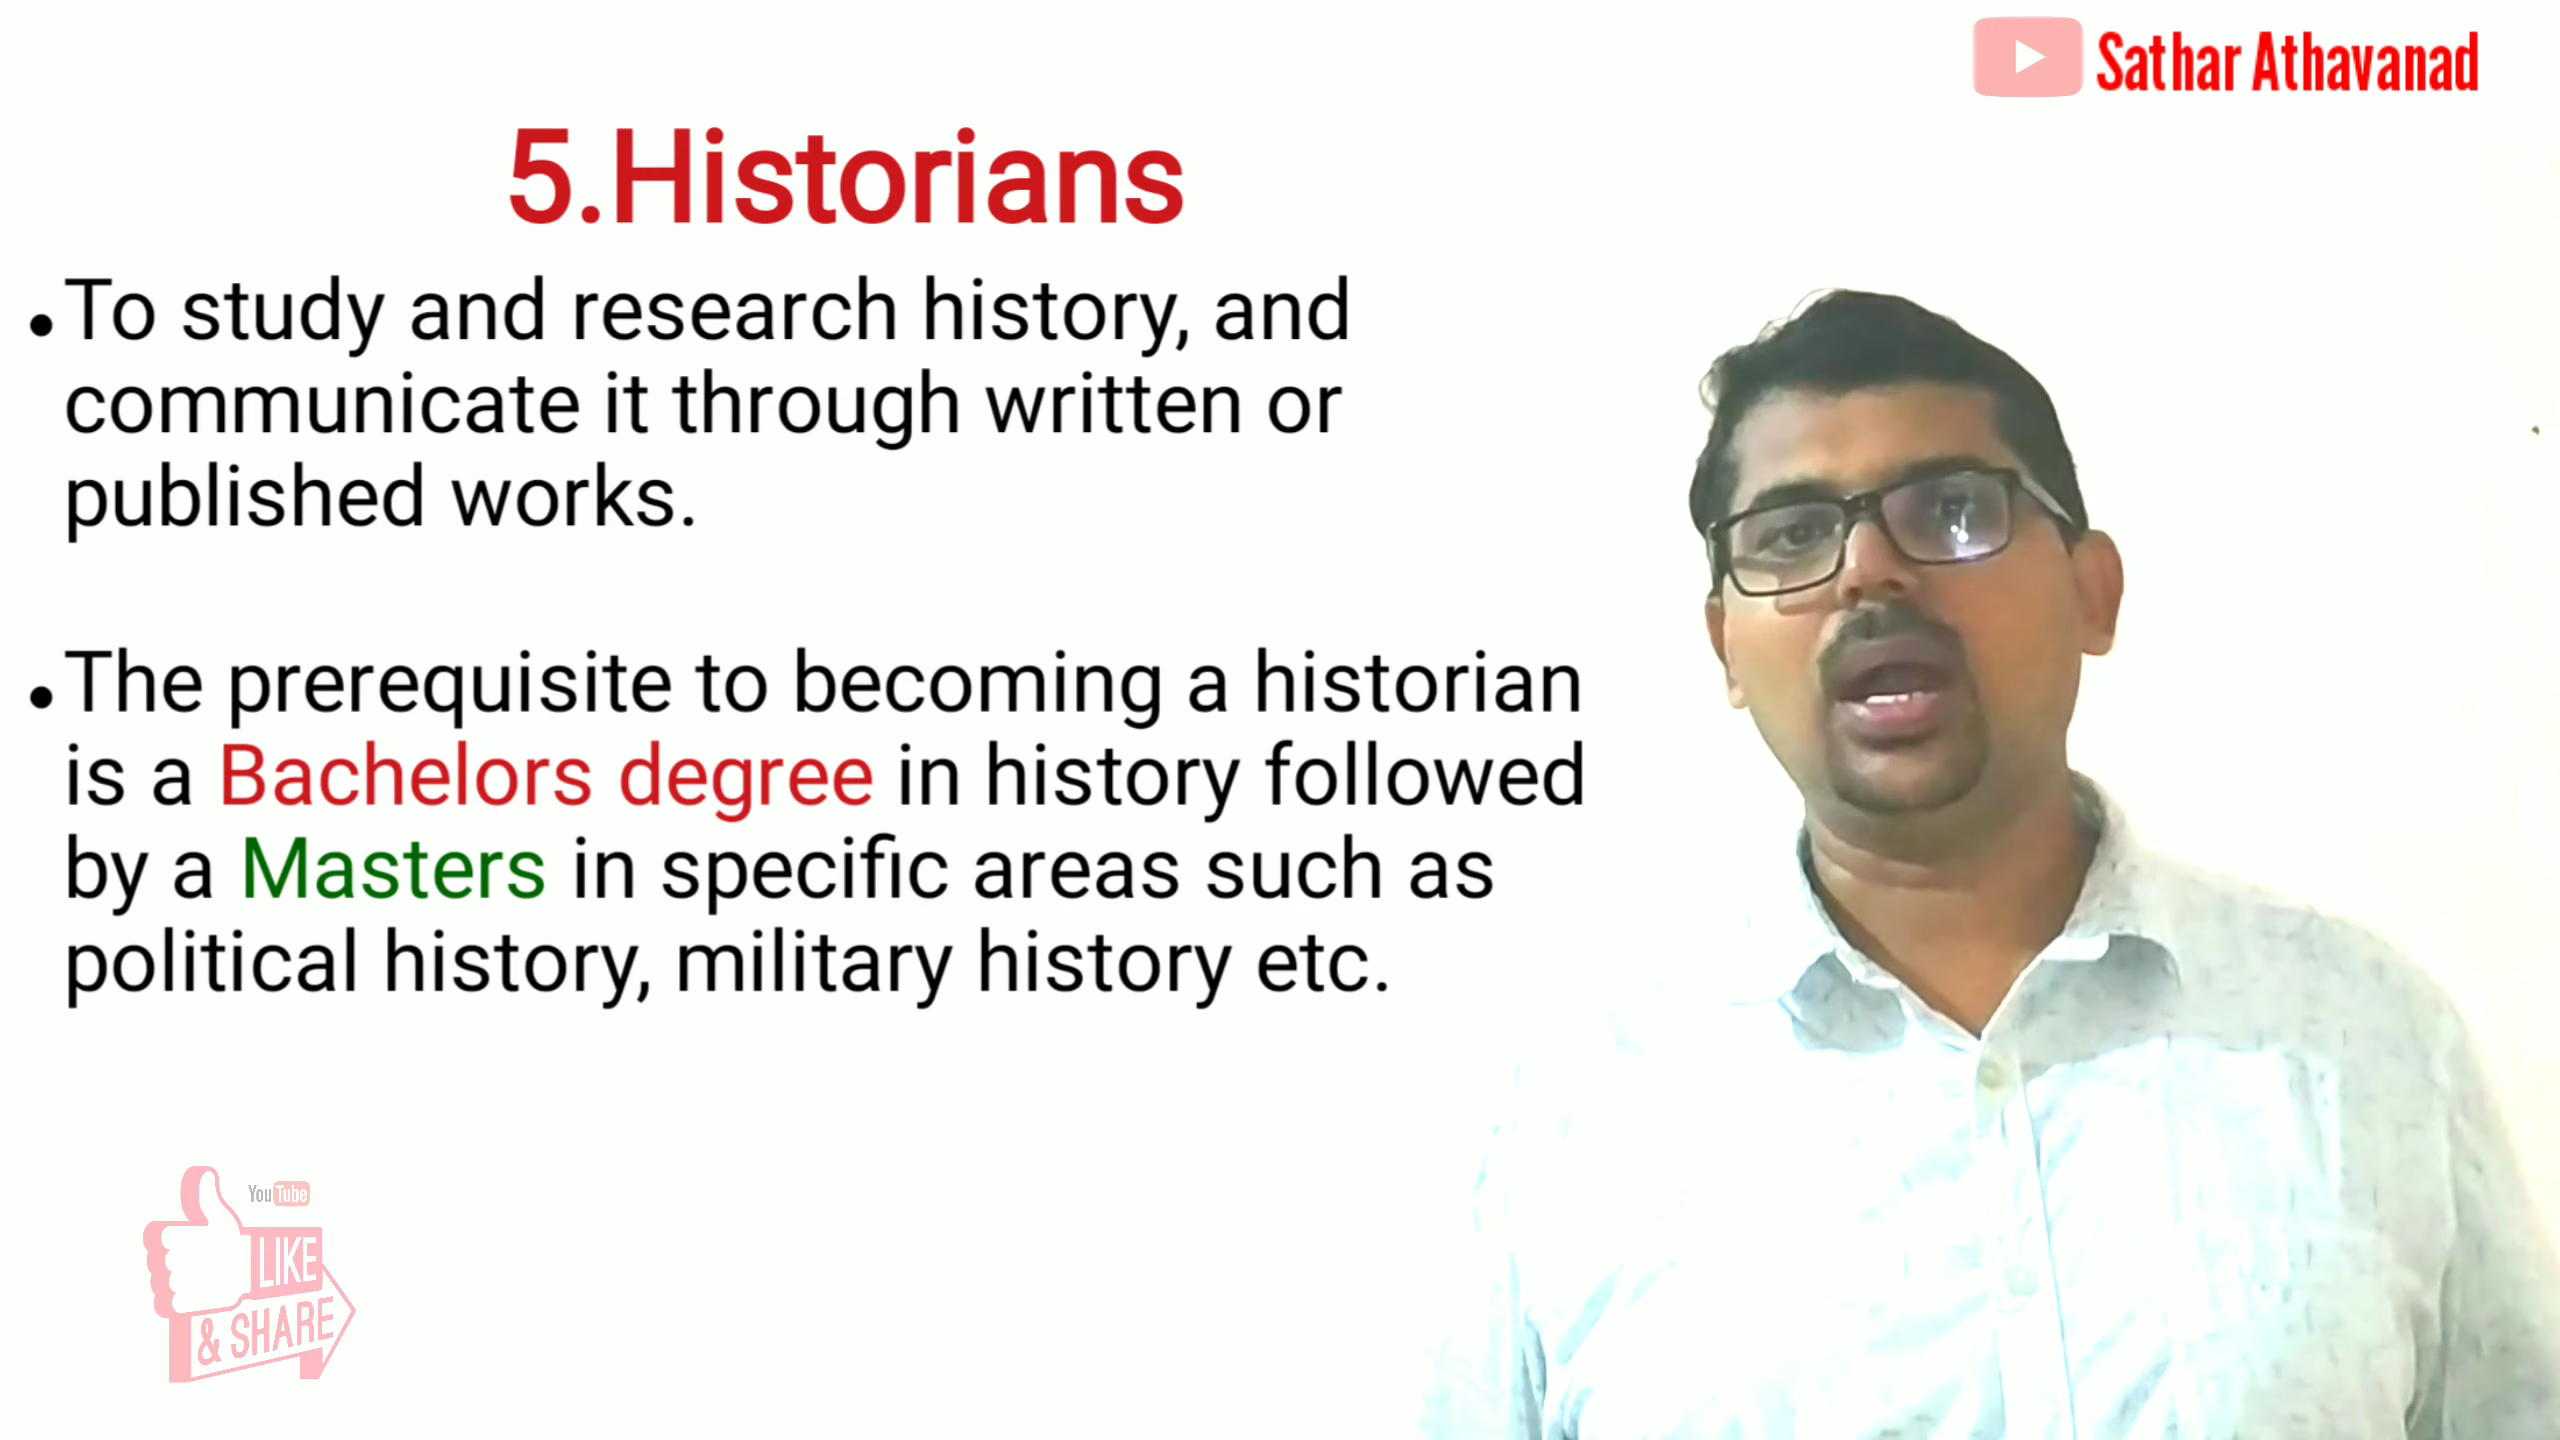 Sathar Athavanad
5.Historians
•To study and research history, and
communicate it through written or
published works.
•The prerequisite to becoming a historian
is a Bachelors degree in history followed
by a Masters in specific areas such as
political history, military history etc.
YouTube
LIKE
& SHARE